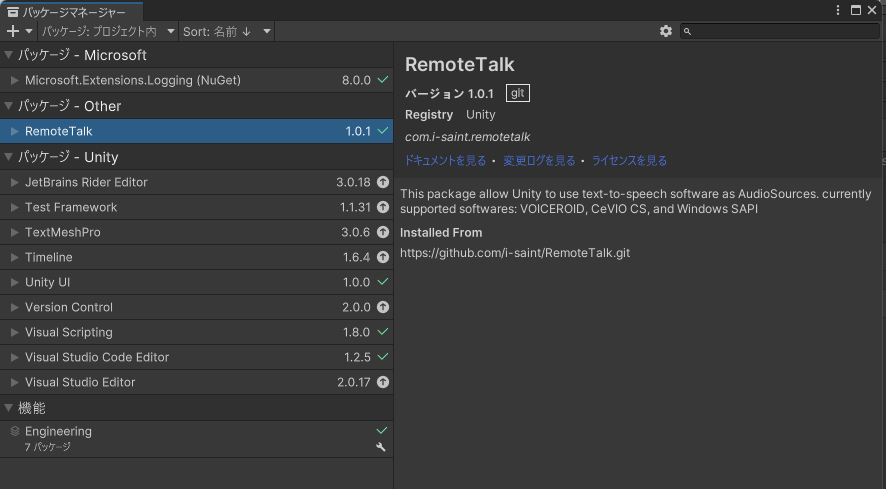 パッケージマネージャー
パッケージ: プロジェクト内 Sort: 名前 ↓
パッケージ - Microsoft
Microsoft.Extensions.Logging (NuGet) 8.0.0
パッケージ - Other
RemoteTalk 1.0.1
パッケージ - Unity
JetBrains Rider Editor 3.0.18
Test Framework 1.1.31
TextMeshPro 3.0.6
Timeline 1.6.4
Unity UI 1.0.0
Version Control 2.0.0
Visual Scripting 1.8.0
Visual Studio Code Editor 1.2.5
Visual Studio Editor 2.0.17
機能
Engineering
7 パッケージ
RemoteTalk
バージョン 1.0.1 git
Registry Unity
com.i-saint.remotetalk
ドキュメントを見る • 変更ログを見る • ライセンスを見る
This package allow Unity to use text-to-speech software as AudioSources. currently
supported softwares: VOICEROID, CeVIO CS, and Windows SAPI
Installed From
https://github.com/i-saint/RemoteTalk.git